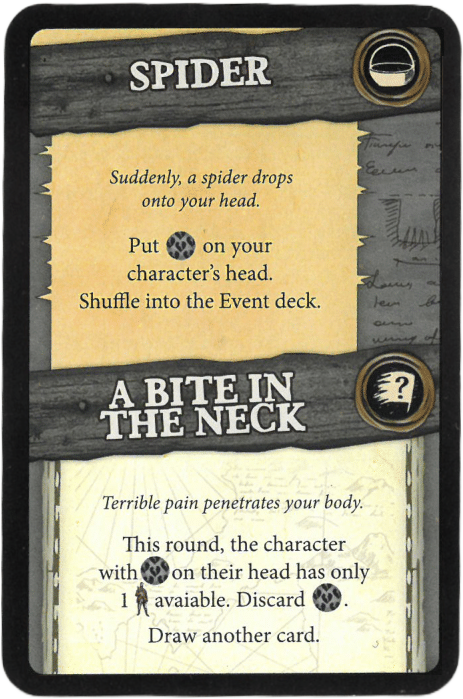 SPIDER
Suddenly, a spider drops
onto your head.
Put on your
character's head.
Shuffle into the Event deck.
A BITE IN
THE NECK
?
Terrible pain penetrates your body.
This round, the character
with on their head has only
1 avaiable. Discard .
Draw another card.